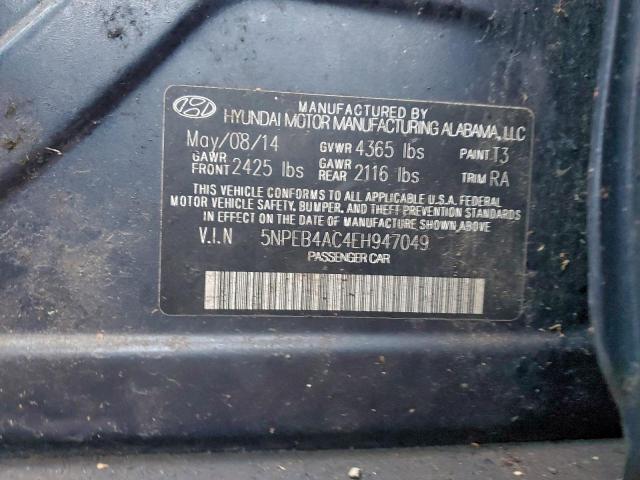 MANUFACTURED BY
HYUNDAI MOTOR MANUFACTURING ALABAMA, LLC
May/08/14 GVWR 4365 lbs PAINT T3
GAWR FRONT 2425 lbs GAWR REAR 2116 lbs TRIM RA
THIS VEHICLE CONFORMS TO ALL APPLICABLE U.S.A. FEDERAL
MOTOR VEHICLE SAFETY, BUMPER, AND THEFT PREVENTION STANDARDS
IN EFFECT ON THE DATE OF MANUFACTURE SHOWN ABOVE
V.I.N 5NPEB4AC4EH947049
PASSENGER CAR